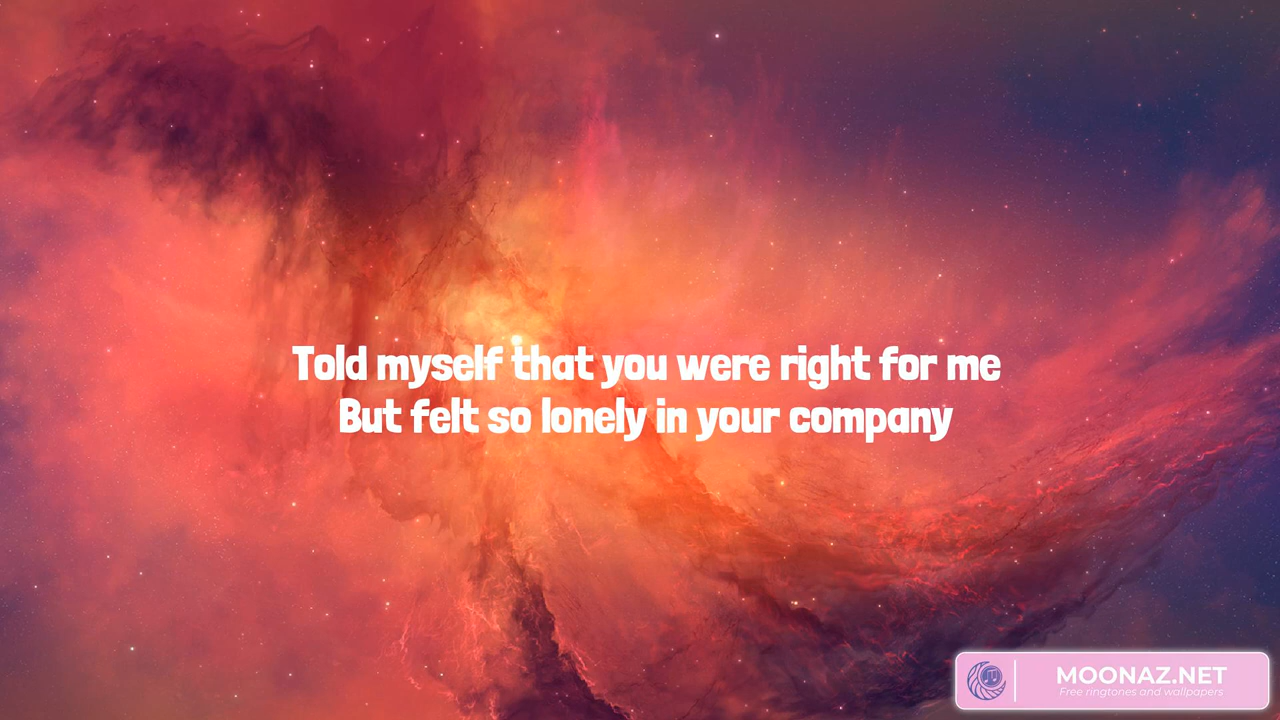 Told myself that you were right for me
But felt so lonely in your company
MOONAZ.NET
Free ringtones and wallpapers